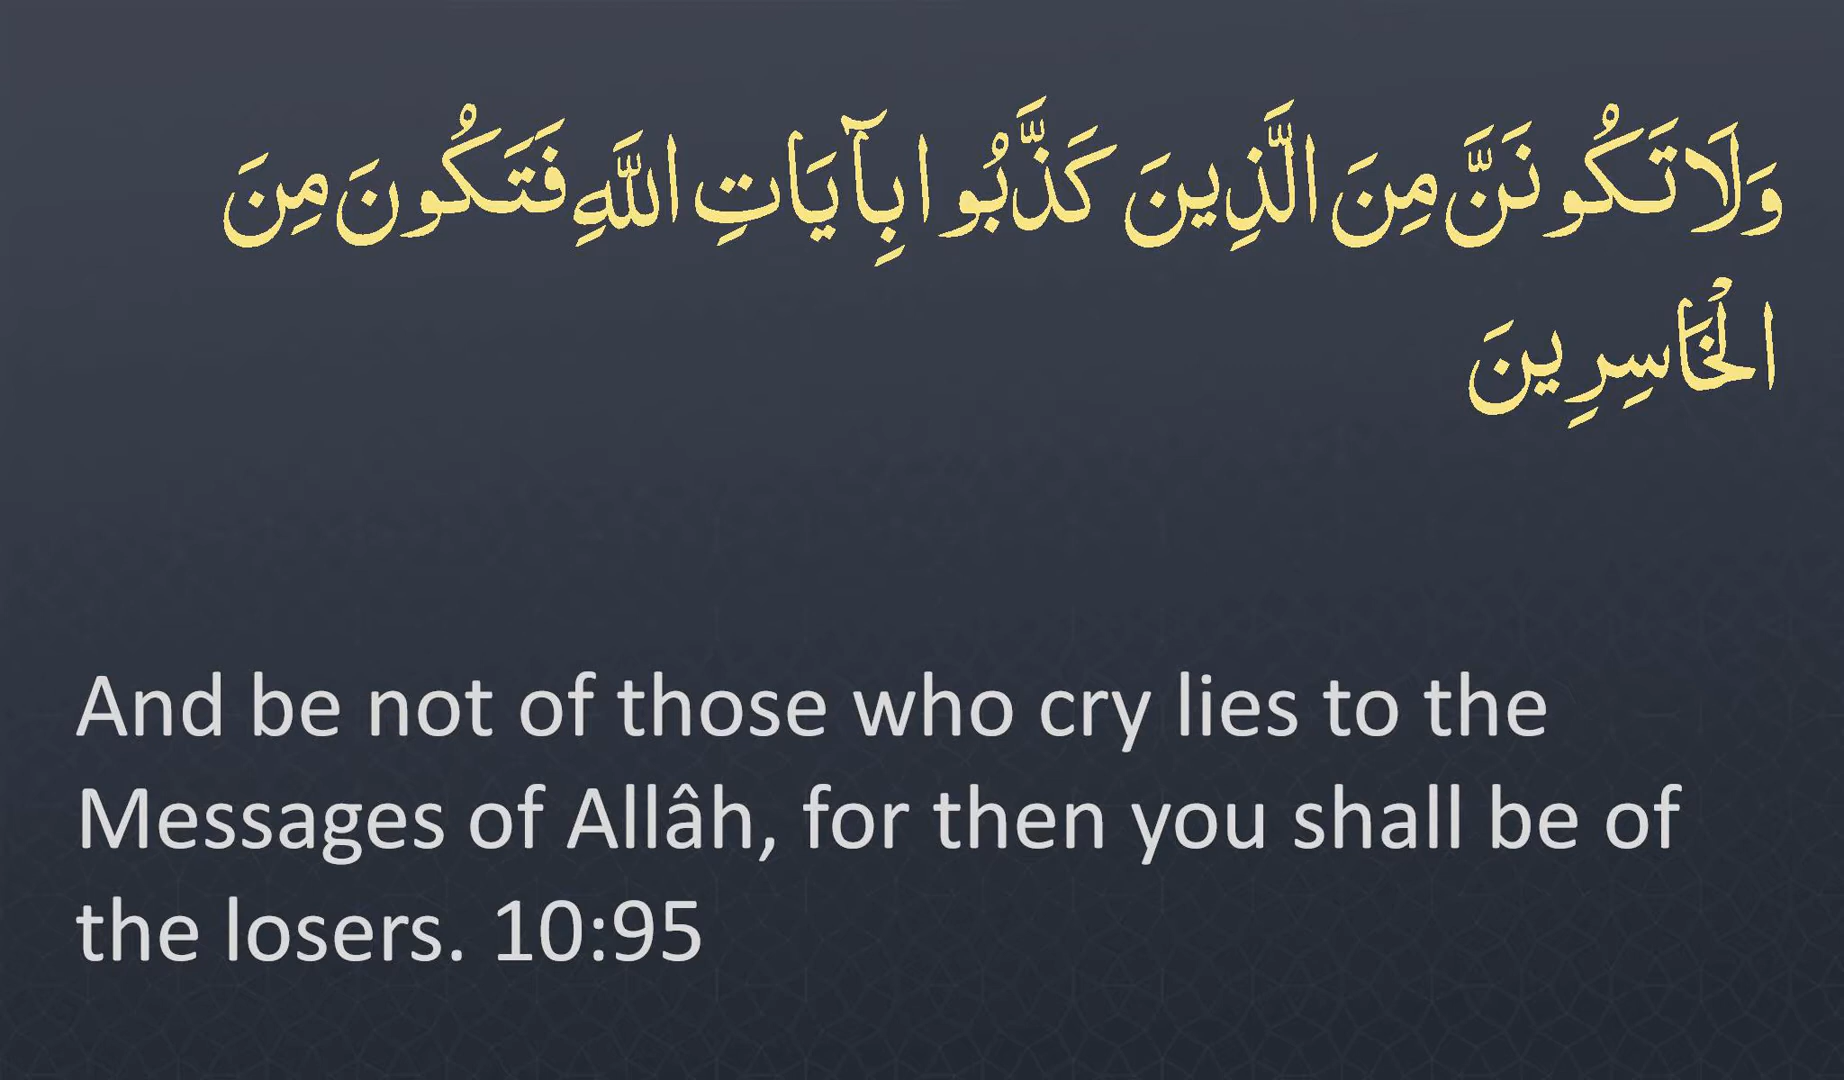 وَلَا تَكُونَنَّ مِنَ الَّذِينَ كَذَّبُوا بِآيَاتِ اللَّهِ فَتَكُونَ مِنَ
الْخَاسِرِينَ
And be not of those who cry lies to the
Messages of Allâh, for then you shall be of
the losers. 10:95